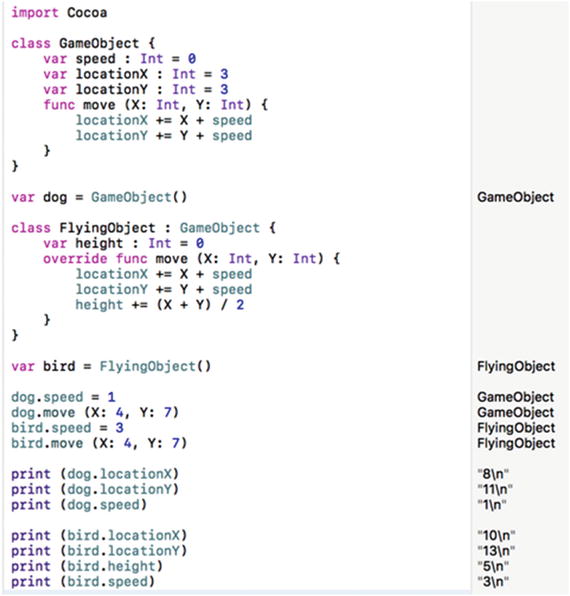 import Cocoa
class GameObject {
    var speed : Int = 0
    var locationX : Int = 3
    var locationY : Int = 3
    func move (X: Int, Y: Int) {
        locationX += X + speed
        locationY += Y + speed
    }
}
var dog = GameObject() GameObject
class FlyingObject : GameObject {
    var height : Int = 0
    override func move (X: Int, Y: Int) {
        locationX += X + speed
        locationY += Y + speed
        height += (X + Y) / 2
    }
}
var bird = FlyingObject() FlyingObject
dog.speed = 1 GameObject
dog.move (X: 4, Y: 7) GameObject
bird.speed = 3 FlyingObject
bird.move (X: 4, Y: 7) FlyingObject
print (dog.locationX) "8\n"
print (dog.locationY) "11\n"
print (dog.speed) "1\n"
print (bird.locationX) "10\n"
print (bird.locationY) "13\n"
print (bird.height) "5\n"
print (bird.speed) "3\n"